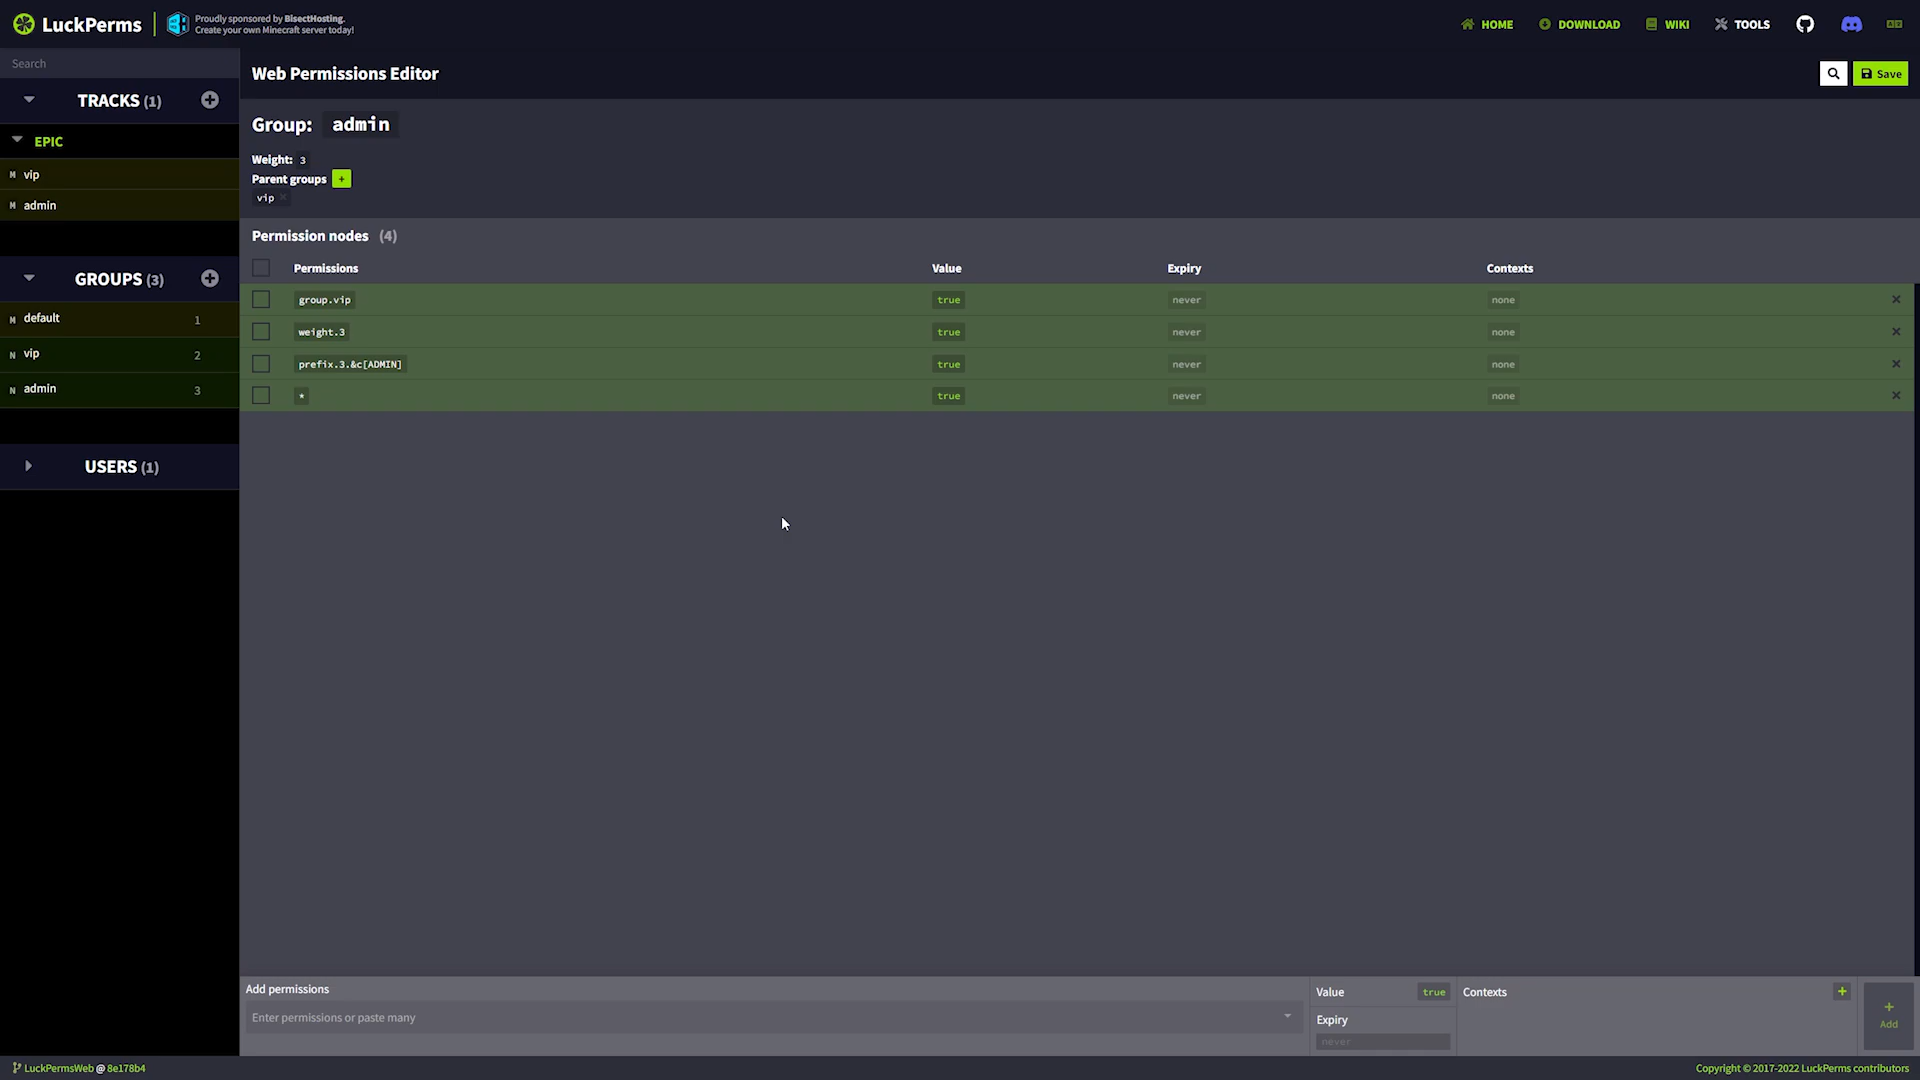 LuckPerms
Proudly sponsored by BisectHosting.
Create your own Minecraft server today!
HOME
DOWNLOAD
WIKI
TOOLS
Search
TRACKS (1)
EPIC
M vip
M admin
GROUPS (3)
M default 1
N vip 2
N admin 3
USERS (1)
Web Permissions Editor
Save
Group: admin
Weight: 3
Parent groups +
vip ×
Permission nodes (4)
Permissions Value Expiry Contexts
group.vip true never none ×
weight.3 true never none ×
prefix.3.&c[ADMIN] true never none ×
* true never none ×
Add permissions
Enter permissions or paste many
Value true
Expiry
never
Contexts +
+
Add
LuckPermsWeb @ 8e178b4
Copyright © 2017-2022 LuckPerms contributors